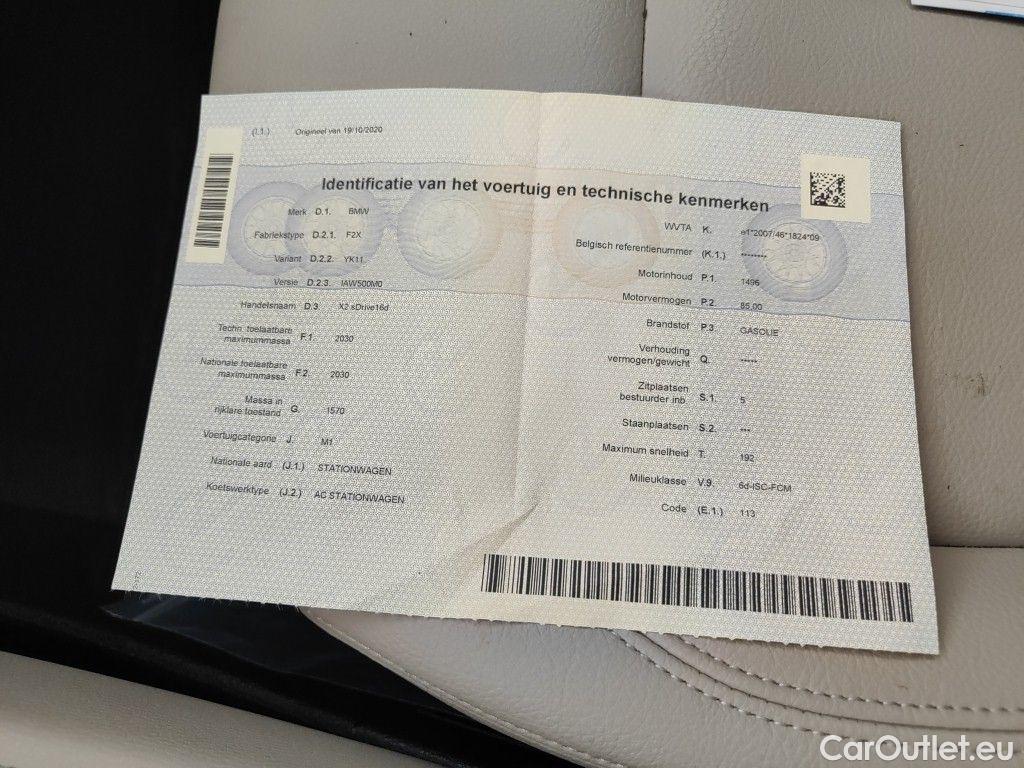 (I.1.) Origineel van 19/10/2020
Identificatie van het voertuig en technische kenmerken
Merk D.1. BMW
Fabriekstype D.2.1. F2X
Variant D.2.2. YK11
Versie D.2.3. IAW500M0
Handelsnaam D.3. X2 sDrive16d
Techn. toelaatbare
maximummassa F.1. 2030
Nationale toelaatbare
maximummassa F.2. 2030
Massa in
rijklare toestand G. 1570
Voertuigcategorie J. M1
Nationale aard (J.1.) STATIONWAGEN
Koetswerktype (J.2.) AC STATIONWAGEN
WVTA K. e1*2007/46*1824*09
Belgisch referentienummer (K.1.) --------
Motorinhoud P.1. 1496
Motorvermogen P.2. 85,00
Brandstof P.3. GASOLIE
Verhouding
vermogen/gewicht Q. -----
Zitplaatsen
bestuurder inb. S.1. 5
Staanplaatsen S.2. ---
Maximum snelheid T. 192
Milieuklasse V.9. 6d-ISC-FCM
Code (E.1.) 113
CarOutlet.eu